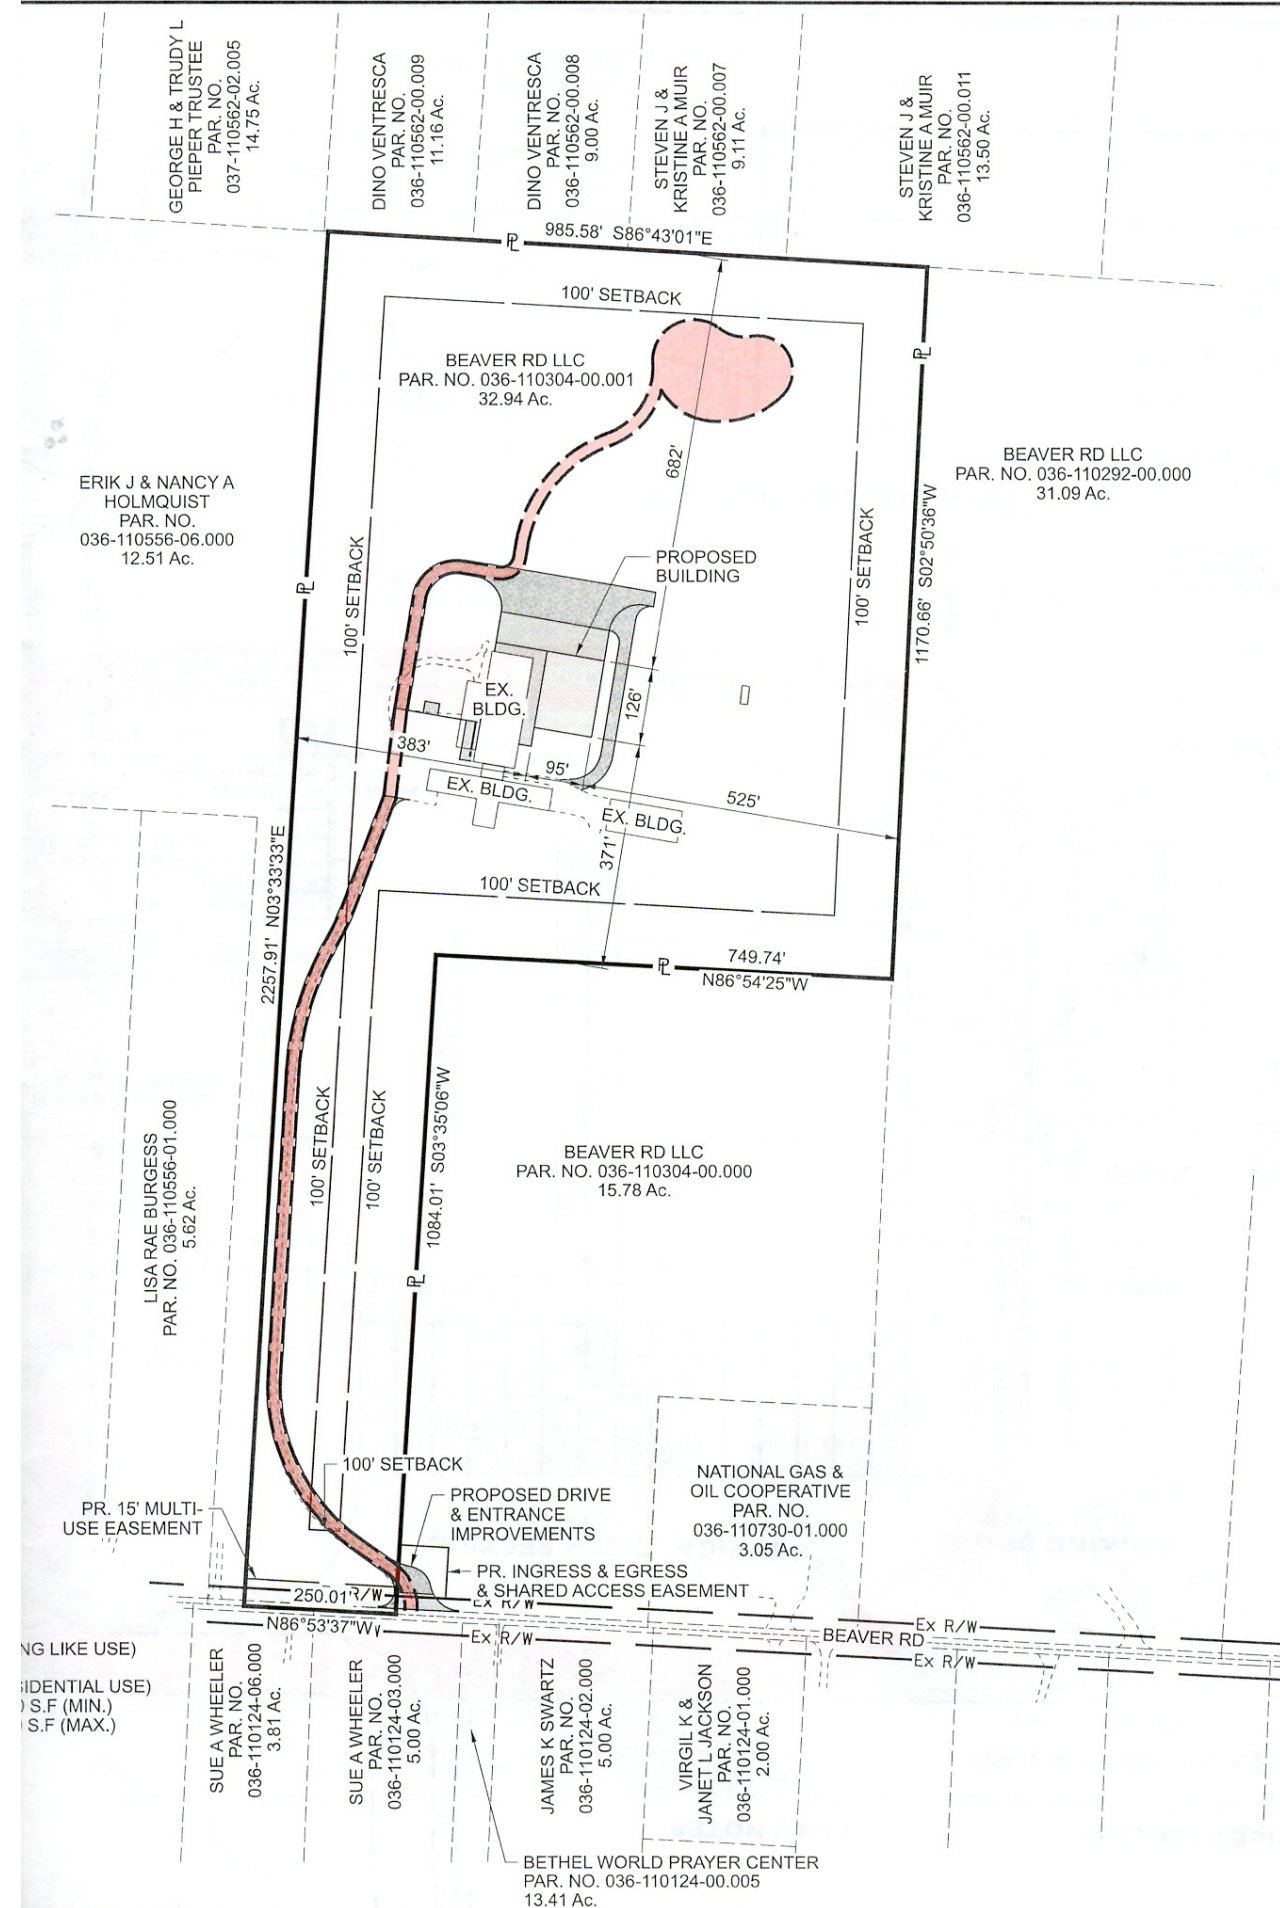 GEORGE H & TRUDY L
PIEPER TRUSTEE
PAR. NO.
037-110562-02.005
14.75 Ac.
DINO VENTRESCA
PAR. NO.
036-110562-00.009
11.16 Ac.
DINO VENTRESCA
PAR. NO.
036-110562-00.008
9.00 Ac.
STEVEN J &
KRISTINE A MUIR
PAR. NO.
036-110562-00.007
9.11 Ac.
STEVEN J &
KRISTINE A MUIR
PAR. NO.
036-110562-00.011
13.50 Ac.
985.58' S86°43'01"E
PL
100' SETBACK
PL
BEAVER RD LLC
PAR. NO. 036-110304-00.001
32.94 Ac.
682'
BEAVER RD LLC
PAR. NO. 036-110292-00.000
31.09 Ac.
ERIK J & NANCY A
HOLMQUIST
PAR. NO.
036-110556-06.000
12.51 Ac.
PL
100' SETBACK
PROPOSED
BUILDING
100' SETBACK
1170.66' S02°50'36"W
EX.
BLDG.
126'
383'
95'
EX. BLDG.
525'
EX. BLDG.
371'
2257.91' N03°33'33"E
100' SETBACK
749.74'
PL
N86°54'25"W
LISA RAE BURGESS
PAR. NO. 036-110556-01.000
5.62 Ac.
100' SETBACK
100' SETBACK
1084.01' S03°35'06"W
PL
BEAVER RD LLC
PAR. NO. 036-110304-00.000
15.78 Ac.
100' SETBACK
PR. 15' MULTI-
USE EASEMENT
PROPOSED DRIVE
& ENTRANCE
IMPROVEMENTS
NATIONAL GAS &
OIL COOPERATIVE
PAR. NO.
036-110730-01.000
3.05 Ac.
PR. INGRESS & EGRESS
& SHARED ACCESS EASEMENT
250.01'
R/W
Ex R/W
N86°53'37"W
Ex R/W
Ex R/W
BEAVER RD
Ex R/W
NG LIKE USE)
SIDENTIAL USE)
S.F (MIN.)
S.F (MAX.)
SUE A WHEELER
PAR. NO.
036-110124-06.000
3.81 Ac.
SUE A WHEELER
PAR. NO.
036-110124-03.000
5.00 Ac.
JAMES K SWARTZ
PAR. NO.
036-110124-02.000
5.00 Ac.
VIRGIL K &
JANET L JACKSON
PAR. NO.
036-110124-01.000
2.00 Ac.
BETHEL WORLD PRAYER CENTER
PAR. NO. 036-110124-00.005
13.41 Ac.